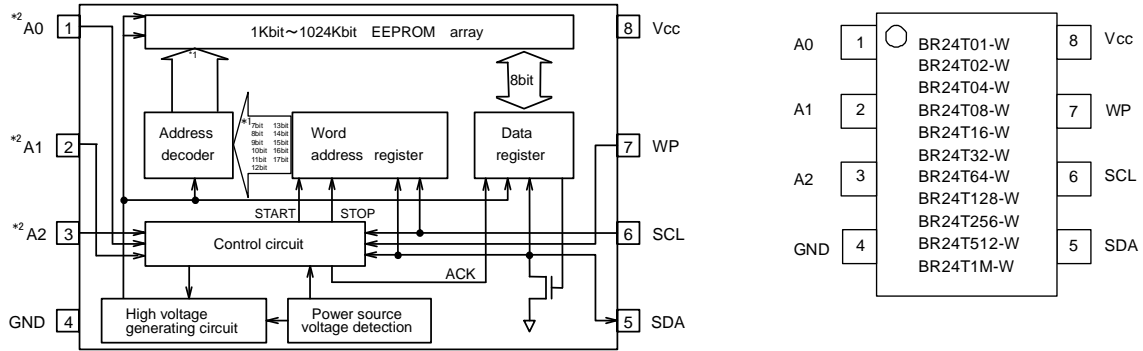 *2 A0
1
1Kbit～1024Kbit EEPROM array
8
Vcc
*1
8bit
*2 A1
2
Address
decoder
*1
7bit 13bit
8bit 14bit
9bit 15bit
10bit 16bit
11bit 17bit
12bit
Word
address register
Data
register
7
WP
START
STOP
*2 A2
3
Control circuit
6
SCL
ACK
GND
4
High voltage
generating circuit
Power source
voltage detection
5
SDA
A0
1
BR24T01-W
8
Vcc
BR24T02-W
BR24T04-W
A1
2
BR24T08-W
7
WP
BR24T16-W
BR24T32-W
A2
3
BR24T64-W
6
SCL
BR24T128-W
BR24T256-W
GND
4
BR24T512-W
5
SDA
BR24T1M-W